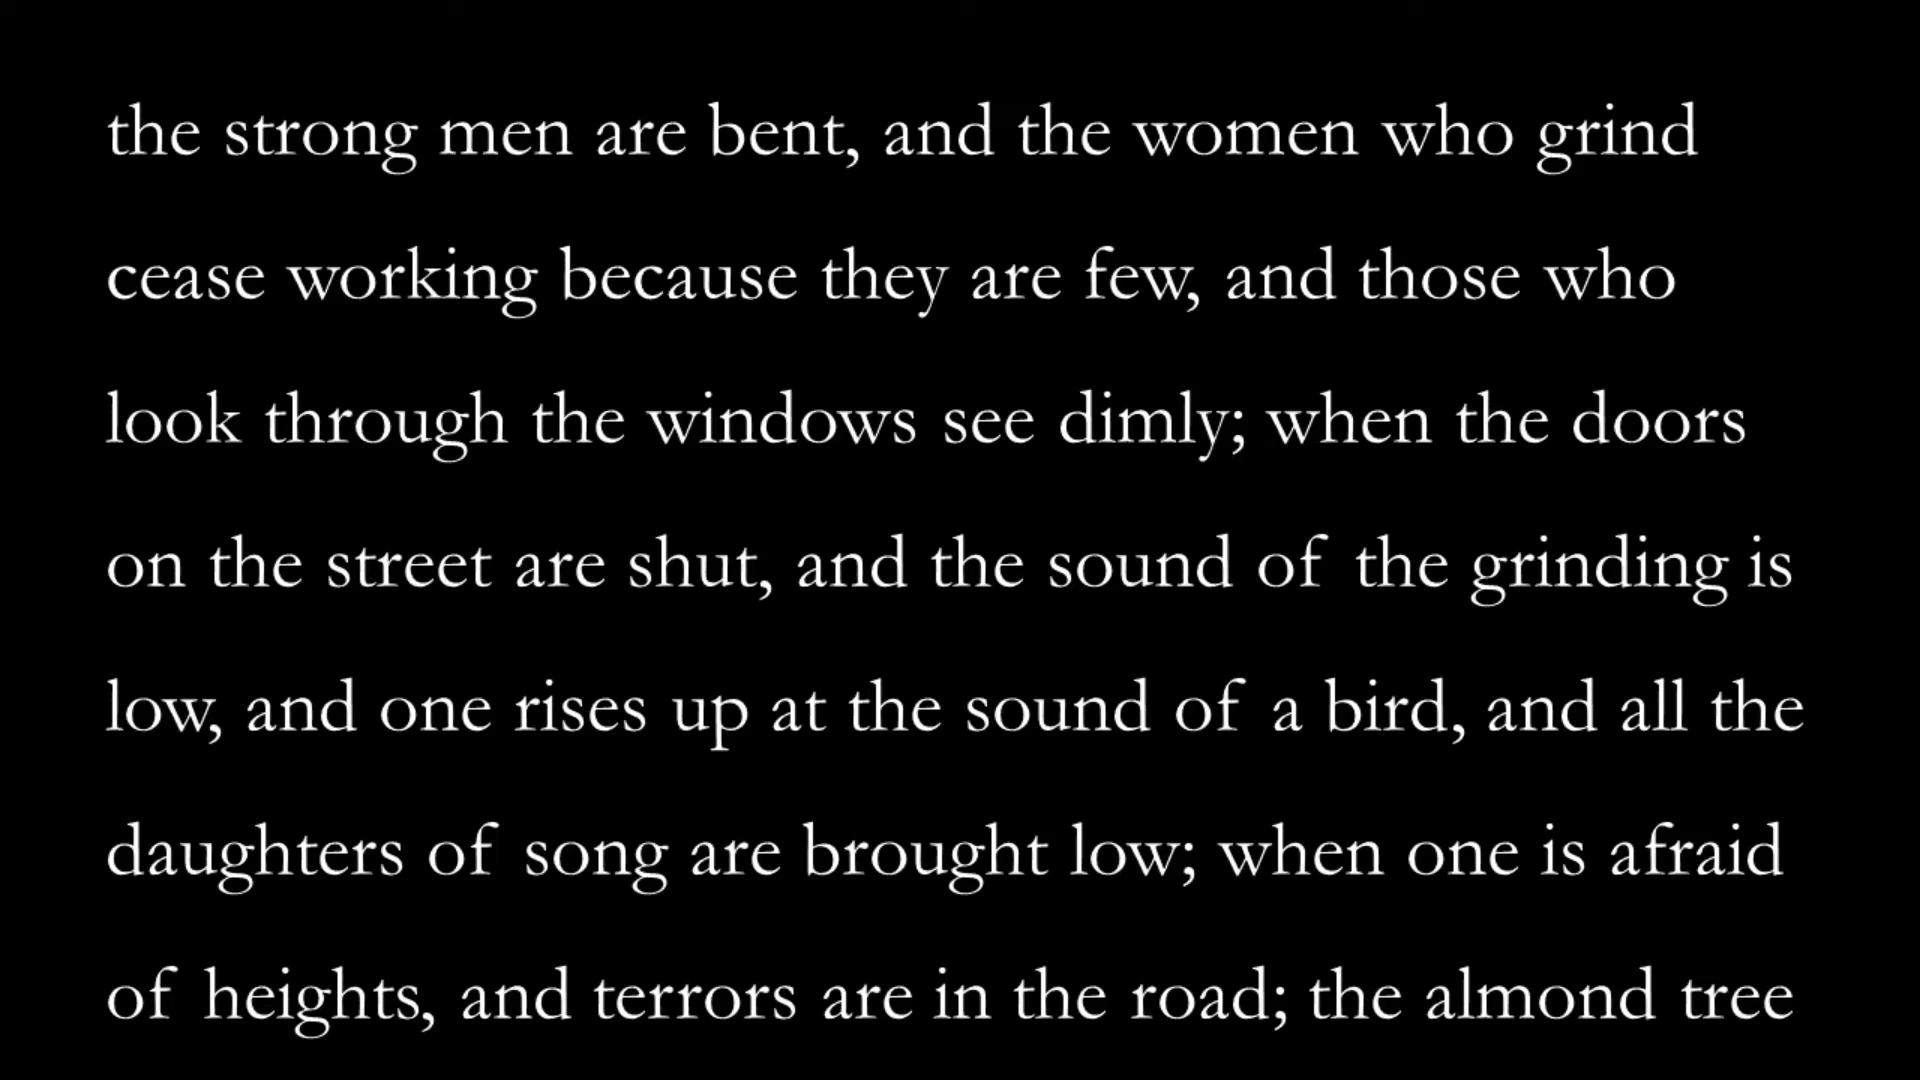 the strong men are bent, and the women who grind
cease working because they are few, and those who
look through the windows see dimly; when the doors
on the street are shut, and the sound of the grinding is
low, and one rises up at the sound of a bird, and all the
daughters of song are brought low; when one is afraid
of heights, and terrors are in the road; the almond tree